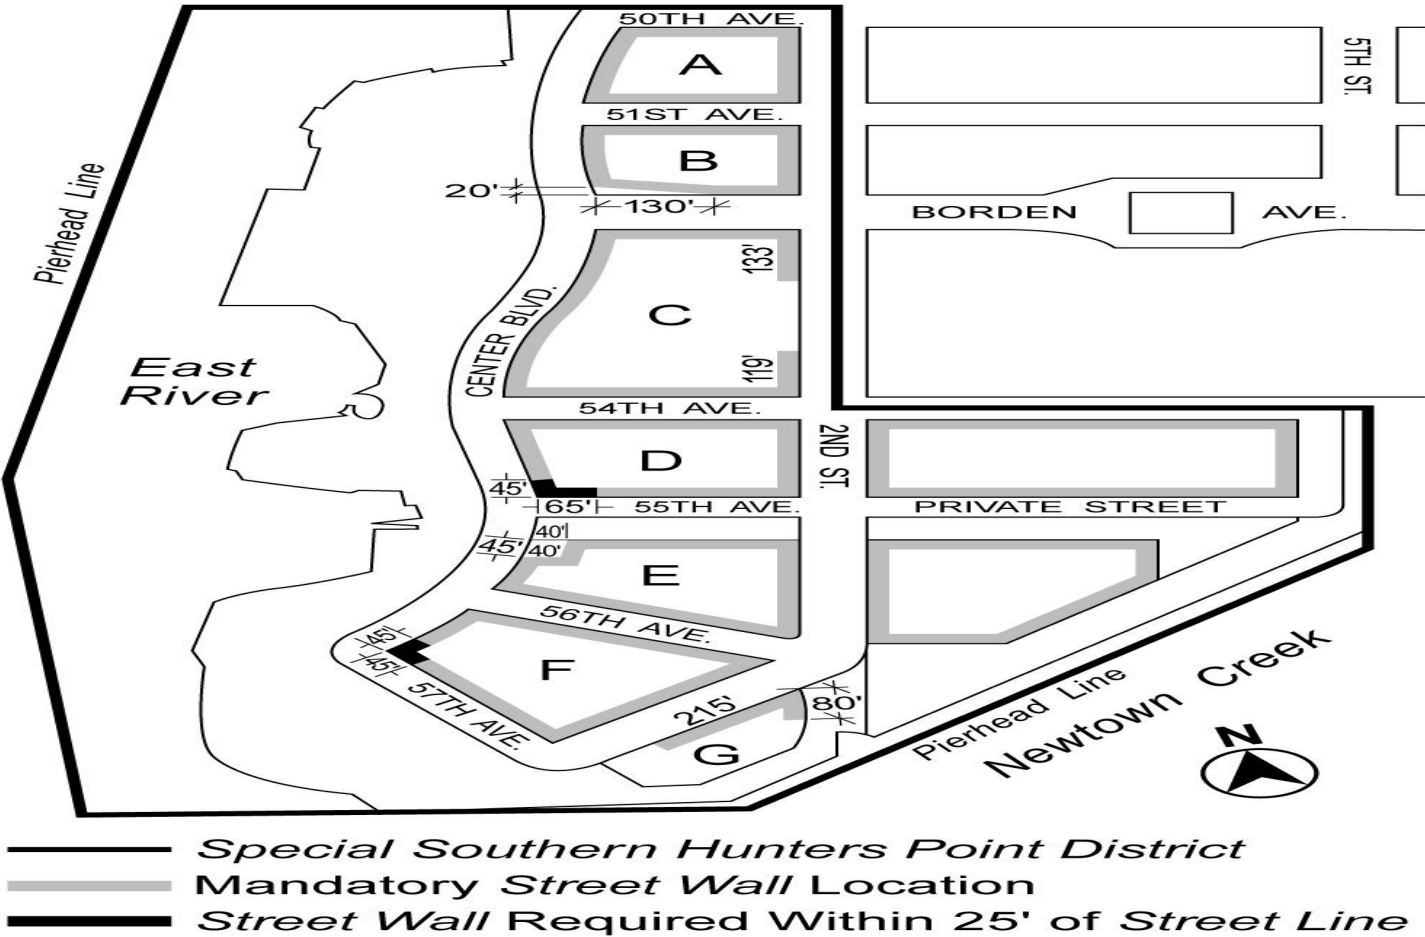 50TH AVE.
A
5TH ST.
51ST AVE.
B
Pierhead Line
20'
130'
BORDEN
AVE.
133'
C
CENTER BLVD.
119'
East
River
54TH AVE.
D
2ND ST.
45'
65'
55TH AVE.
PRIVATE STREET
40'
45'
40'
E
56TH AVE.
45'
45'
F
57TH AVE.
215'
80'
G
Pierhead Line
Newtown Creek
N
Special Southern Hunters Point District
Mandatory Street Wall Location
Street Wall Required Within 25' of Street Line